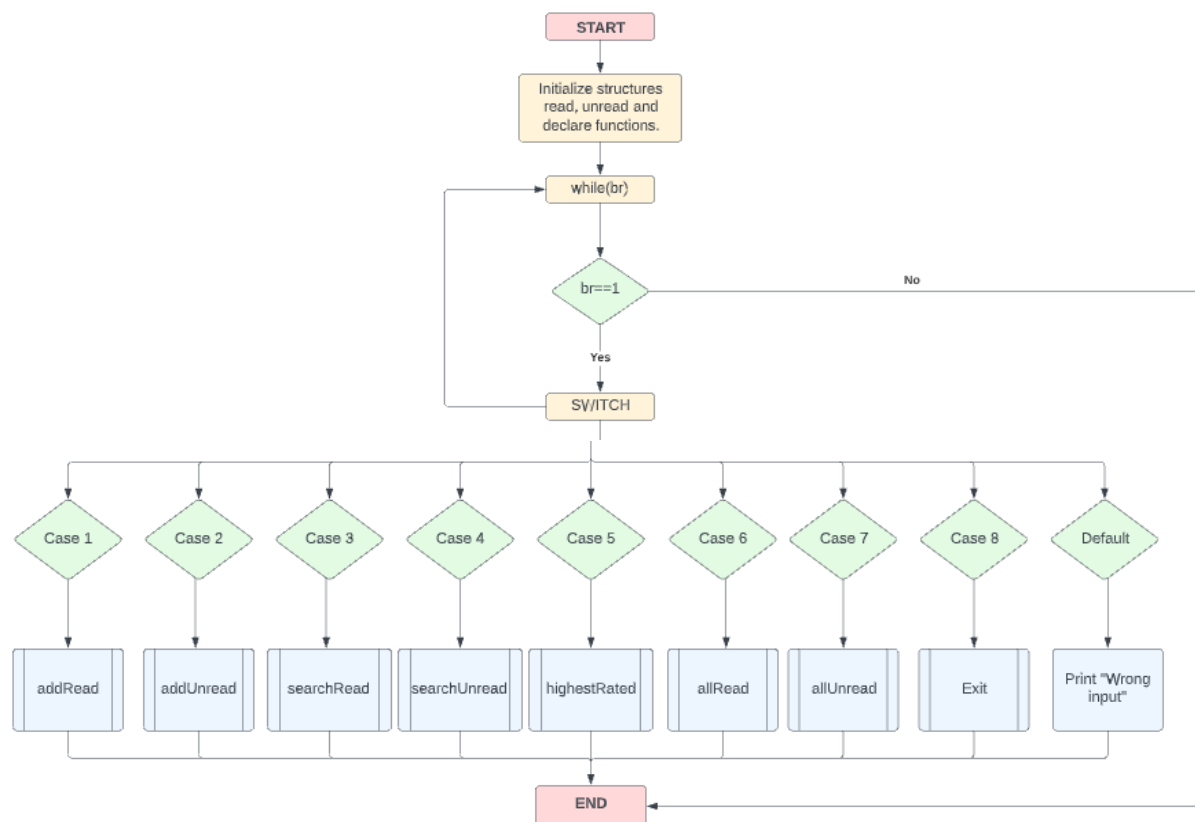 START
Initialize structures
read, unread and
declare functions.
while(br)
br==1
No
Yes
SWITCH
Case 1
Case 2
Case 3
Case 4
Case 5
Case 6
Case 7
Case 8
Default
addRead
addUnread
searchRead
searchUnread
highestRated
allRead
allUnread
Exit
Print "Wrong
input"
END